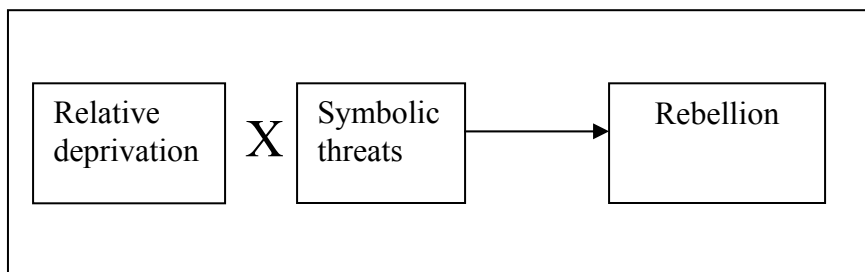 Relative
deprivation
X
Symbolic
threats
Rebellion